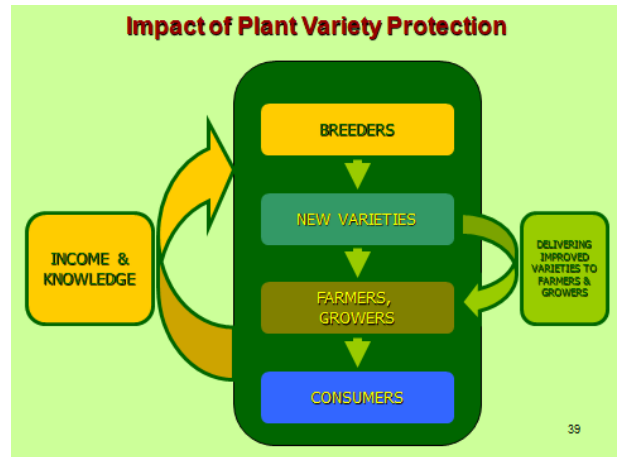 Impact of Plant Variety Protection
BREEDERS
NEW VARIETIES
FARMERS,
GROWERS
CONSUMERS
INCOME &
KNOWLEDGE
DELIVERING
IMPROVED
VARIETIES TO
FARMERS &
GROWERS
39